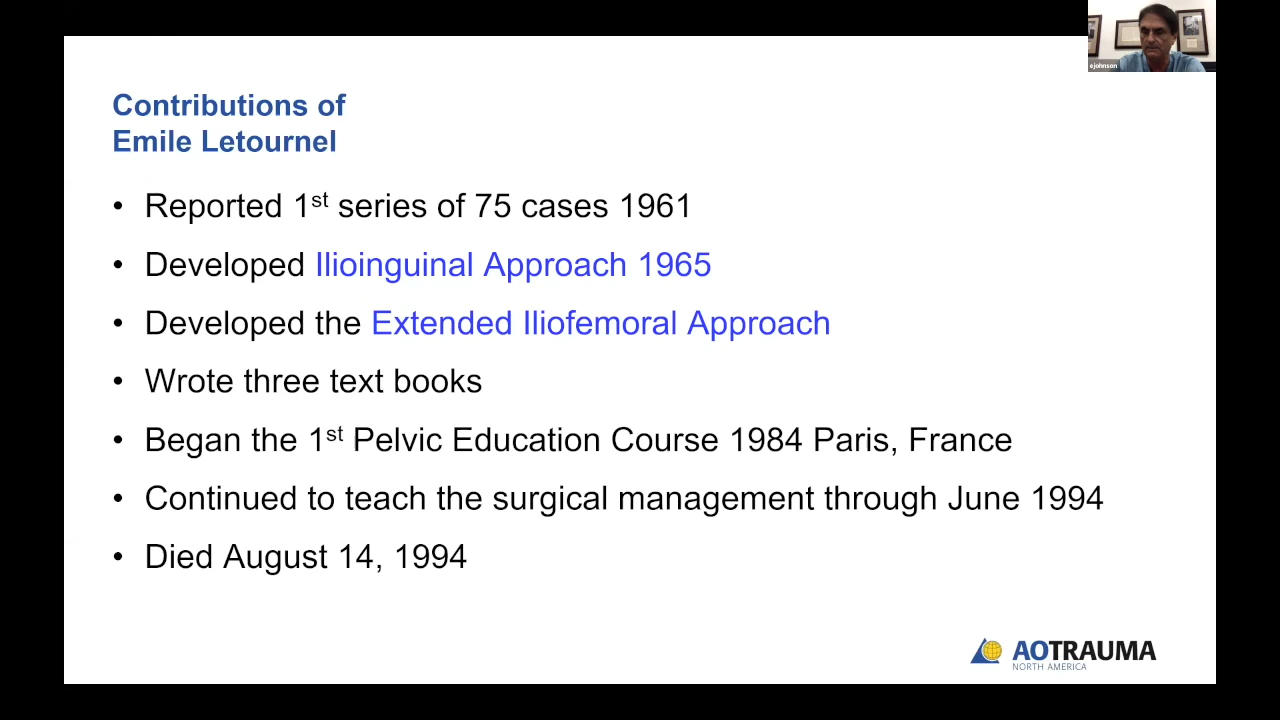 ejohnson
Contributions of
Emile Letournel
• Reported 1st series of 75 cases 1961
• Developed Ilioinguinal Approach 1965
• Developed the Extended Iliofemoral Approach
• Wrote three text books
• Began the 1st Pelvic Education Course 1984 Paris, France
• Continued to teach the surgical management through June 1994
• Died August 14, 1994
AOTRAUMA
NORTH AMERICA